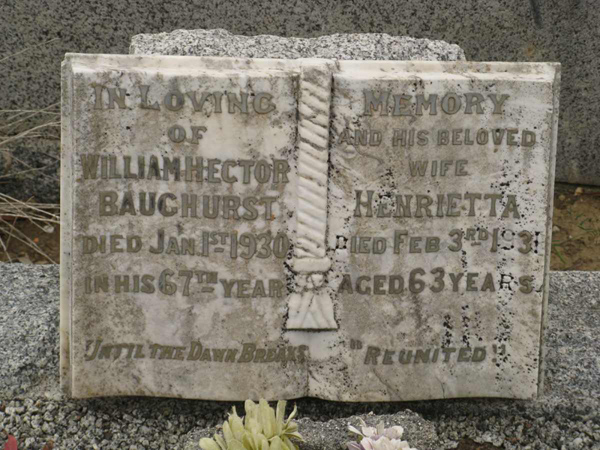 IN LOVING
OF
WILLIAM HECTOR
BAUGHURST
DIED JAN. 1ST 1930
IN HIS 67TH YEAR
UNTIL THE DAWN BREAKS
MEMORY
AND HIS BELOVED
WIFE
HENRIETTA
DIED FEB 3RD
AGED 63 YEARS.
"REUNITED"